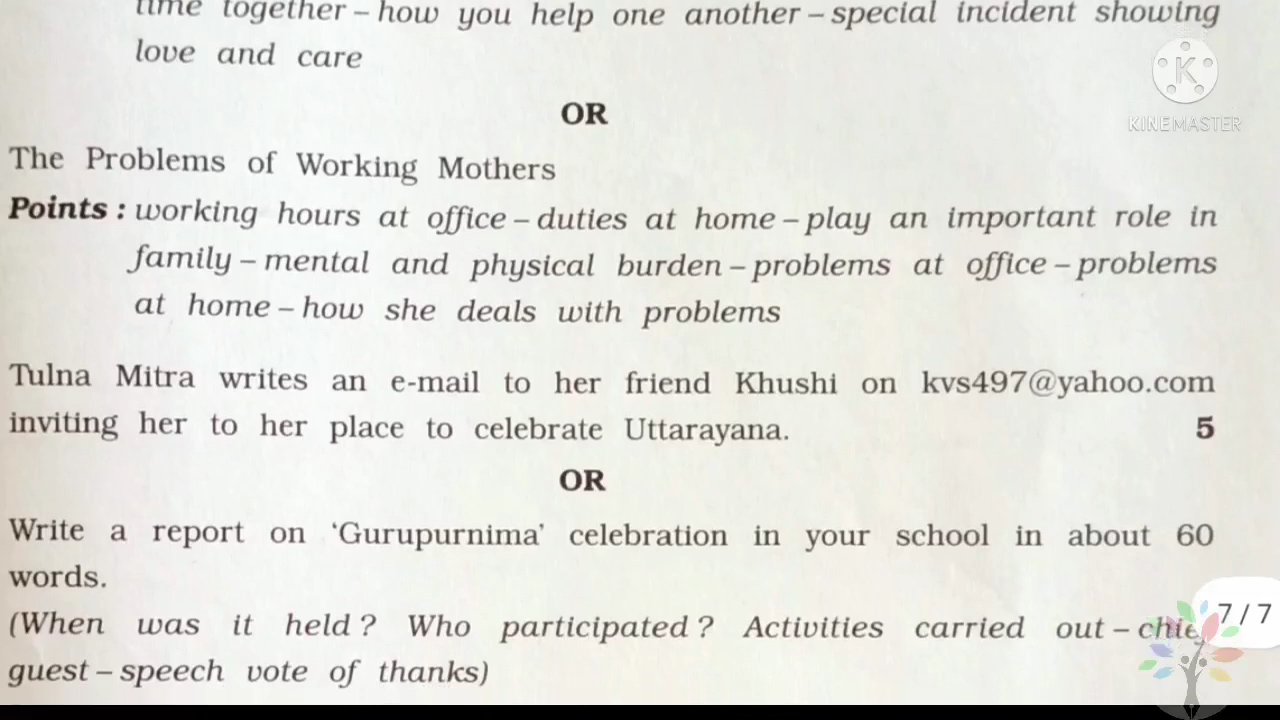 time together – how you help one another – special incident showing
love and care
KINEMASTER
OR
The Problems of Working Mothers
Points : working hours at office – duties at home – play an important role in
family – mental and physical burden – problems at office – problems
at home – how she deals with problems
Tulna Mitra writes an e-mail to her friend Khushi on kvs497@yahoo.com
inviting her to her place to celebrate Uttarayana. 5
OR
Write a report on ‘Gurupurnima’ celebration in your school in about 60
words.
(When was it held ? Who participated ? Activities carried out – chief
7 / 7
guest – speech vote of thanks)